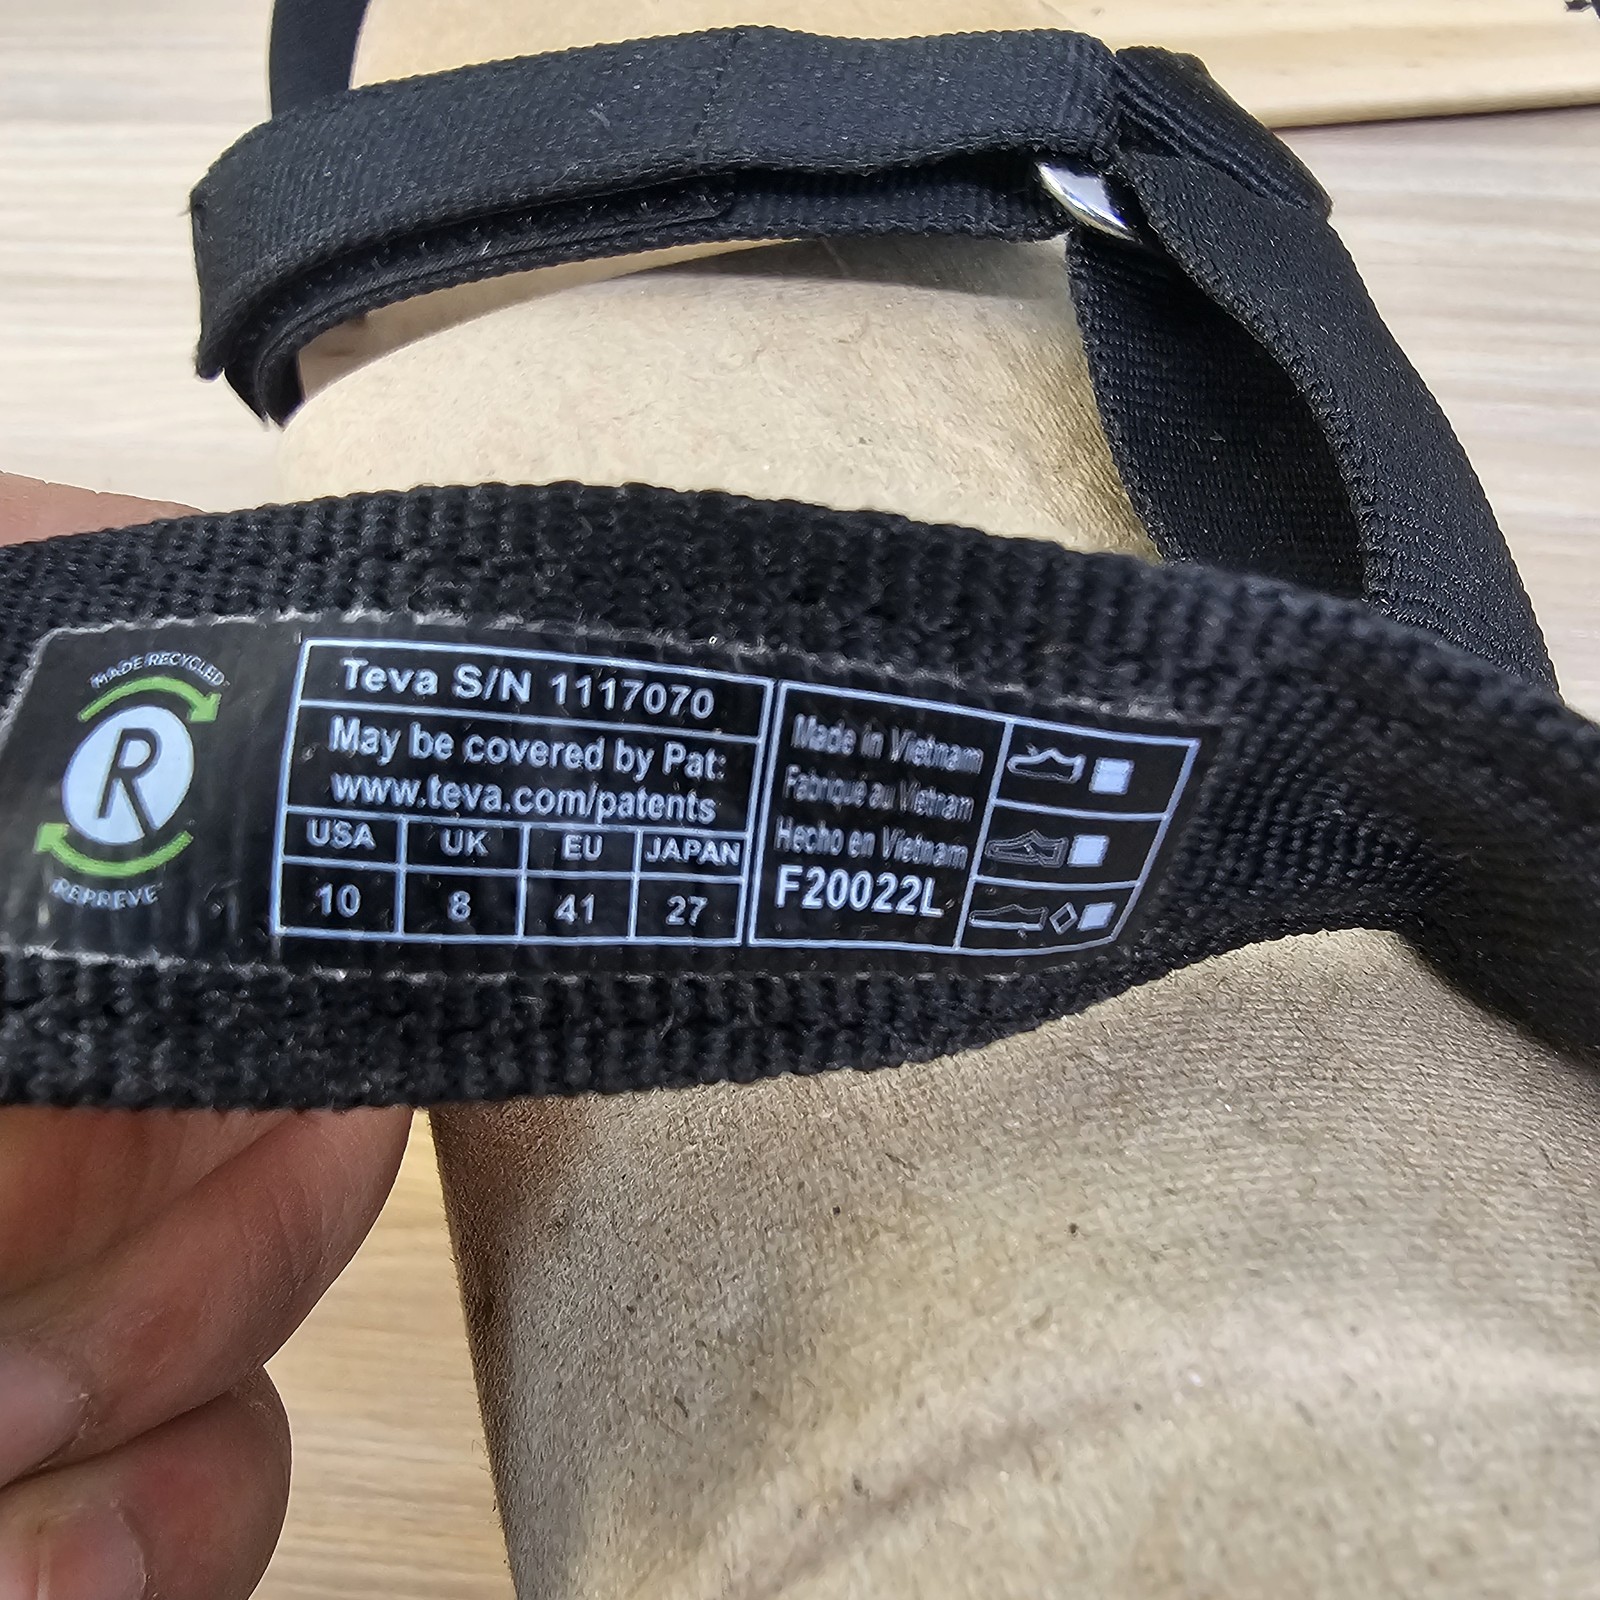 MADE RECYCLED
R
REPREVE
Teva S/N 1117070
May be covered by Pat:
www.teva.com/patents
USA UK EU JAPAN
10 8 41 27
Made in Vietnam
Fabriqué au Vietnam
Hecho en Vietnam
F20022L